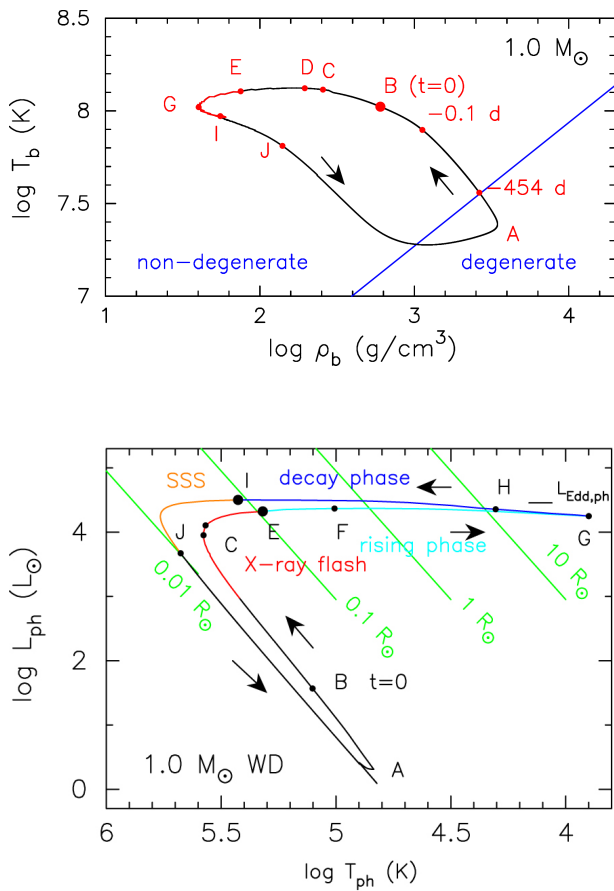 8.5
8
7.5
7
log T_b (K)
1.0 M⊙
E
D
C
B (t=0)
G
−0.1 d
I
J
−454 d
A
non−degenerate
degenerate
1
2
3
4
log ρ_b (g/cm³)
4
2
0
log L_ph (L⊙)
SSS
I
decay phase
H
L_Edd,ph
J
C
E
F
G
rising phase
X−ray flash
0.01 R⊙
0.1 R⊙
1 R⊙
10 R⊙
B t=0
A
1.0 M⊙ WD
6
5.5
5
4.5
4
log T_ph (K)